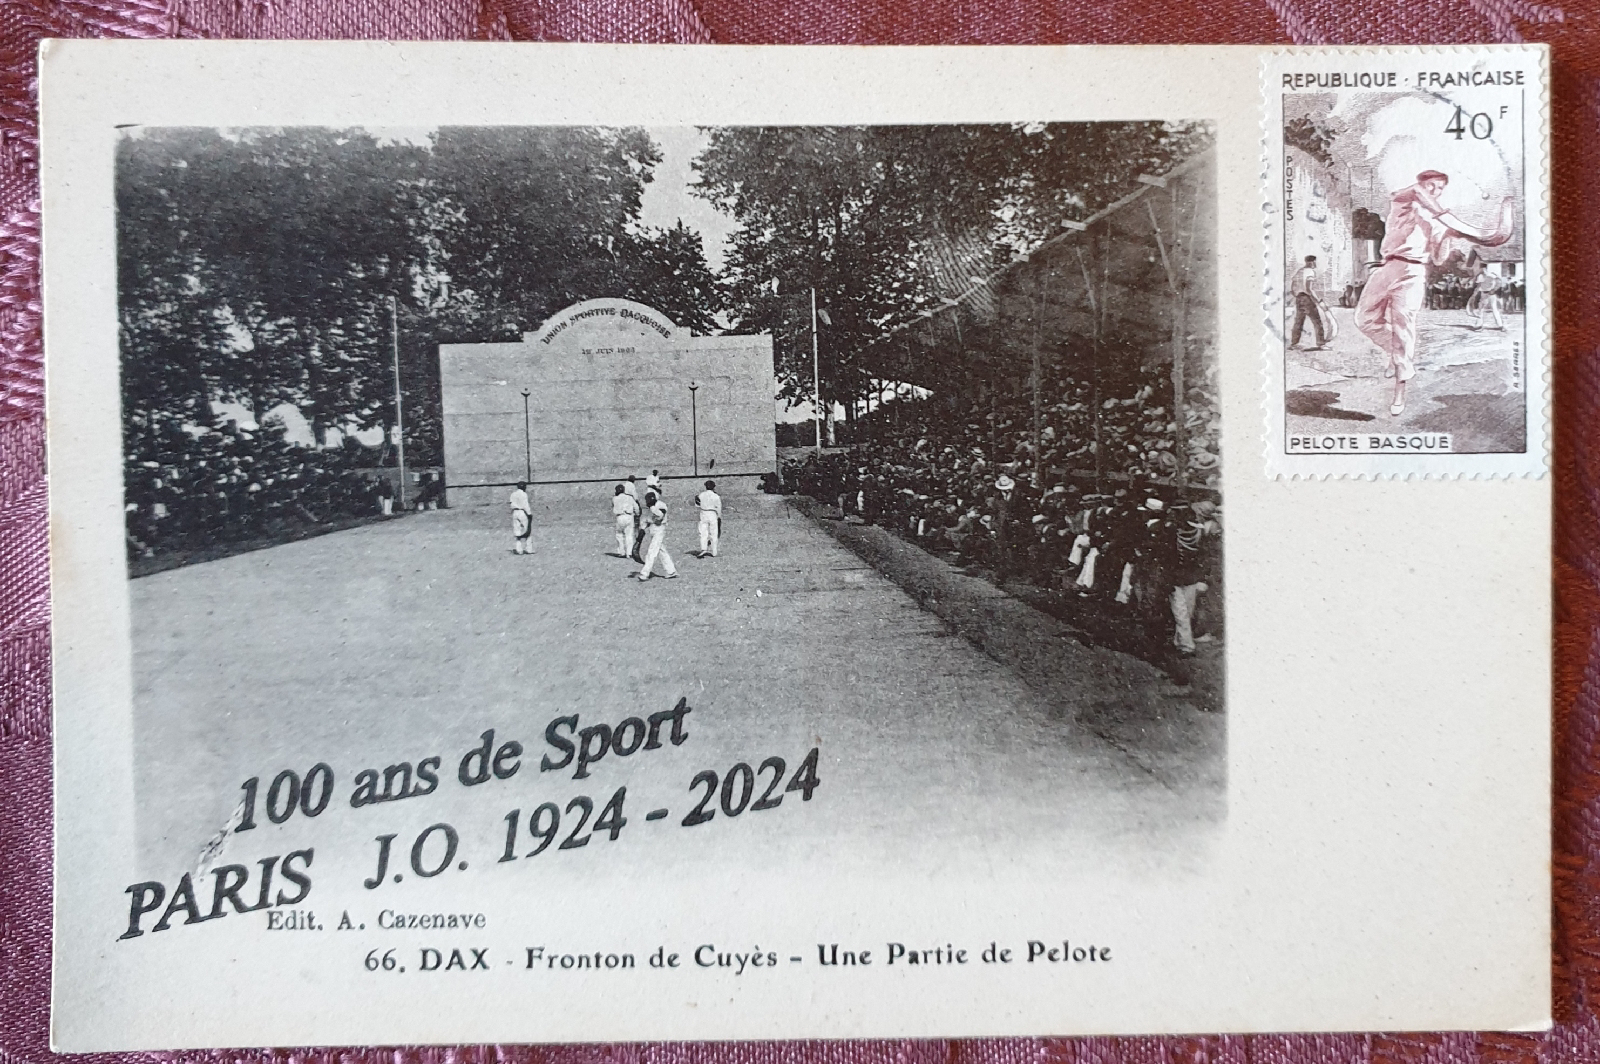 REPUBLIQUE · FRANÇAISE
40F
POSTES
PELOTE BASQUE
UNION SPORTIVE DACQUOISE
100 ans de Sport
PARIS J.O. 1924 - 2024
Edit. A. Cazenave
66. DAX - Fronton de Cuyès - Une Partie de Pelote